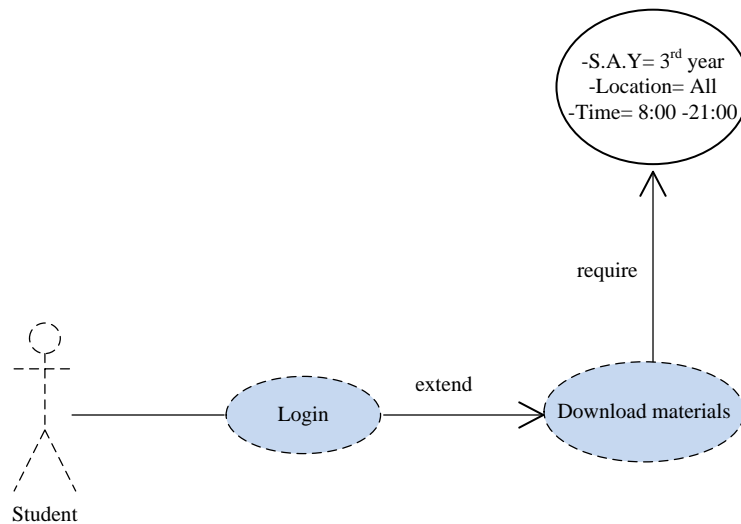 -S.A.Y= 3rd year
-Location= All
-Time= 8:00 -21:00
require
extend
Login
Download materials
Student